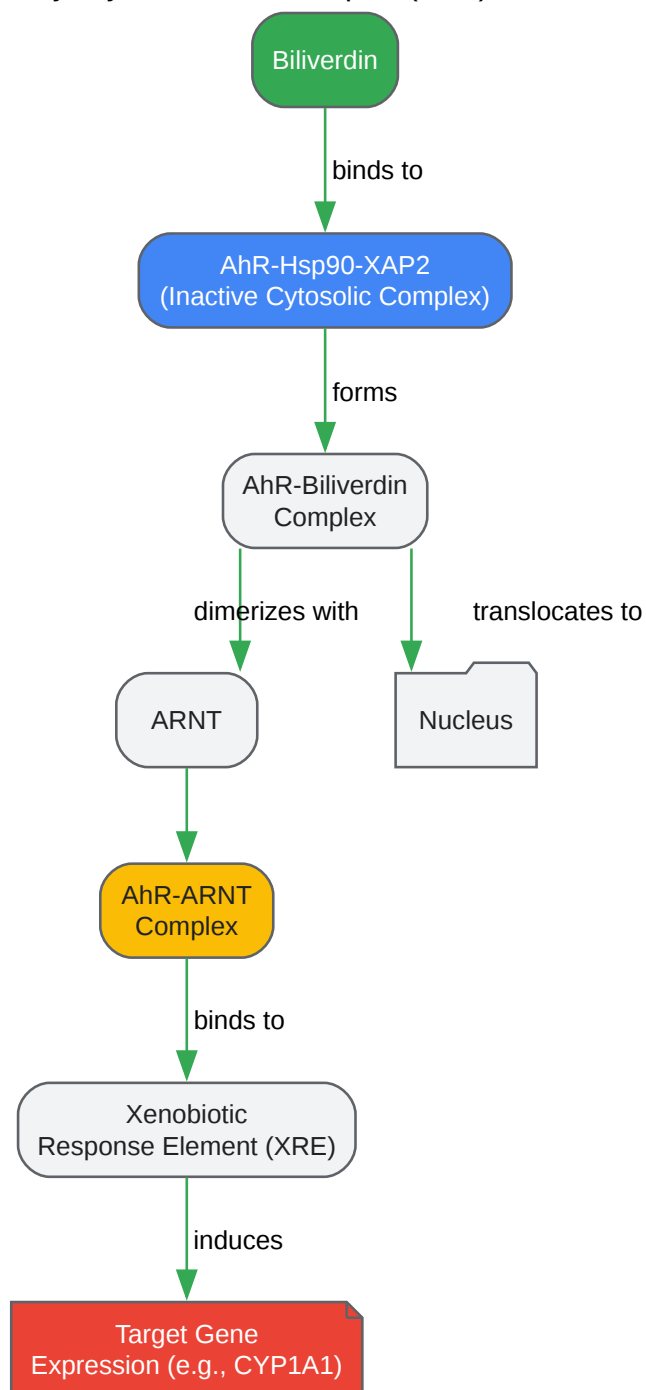 Biliverdin
binds to
AhR-Hsp90-XAP2
(Inactive Cytosolic Complex)
forms
AhR-Biliverdin
Complex
dimerizes with
translocates to
ARNT
Nucleus
AhR-ARNT
Complex
binds to
Xenobiotic
Response Element (XRE)
induces
Target Gene
Expression (e.g., CYP1A1)